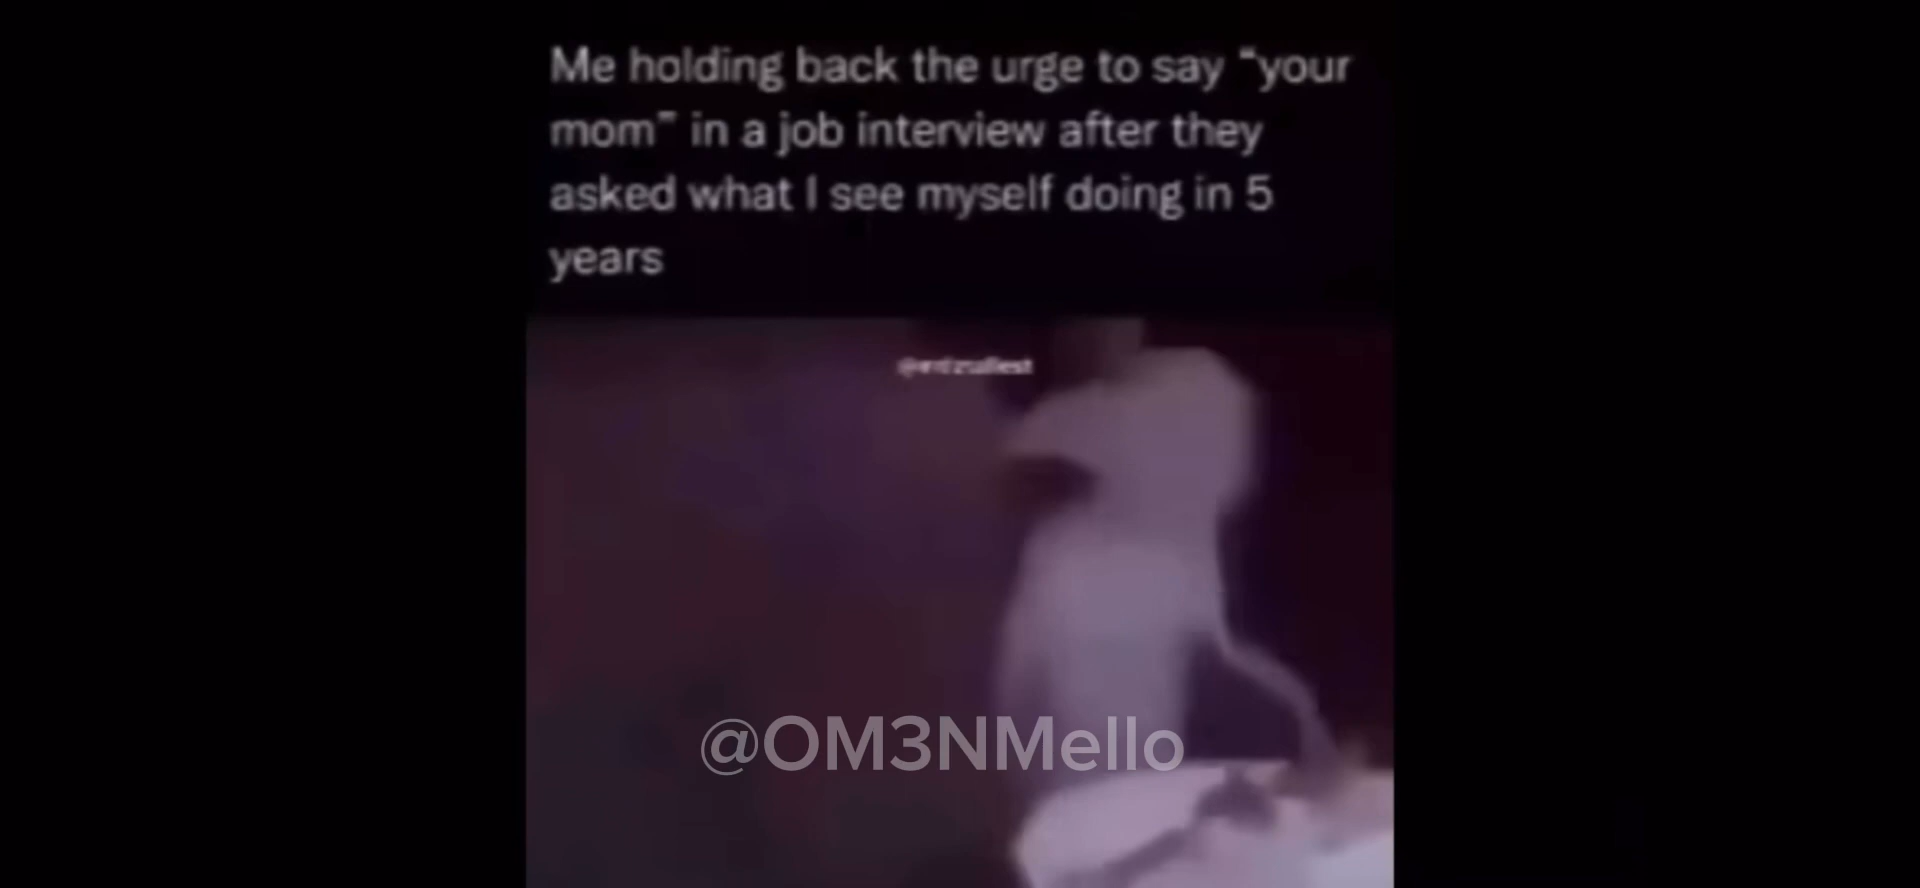 Me holding back the urge to say “your
mom” in a job interview after they
asked what I see myself doing in 5
years
@OM3NMello